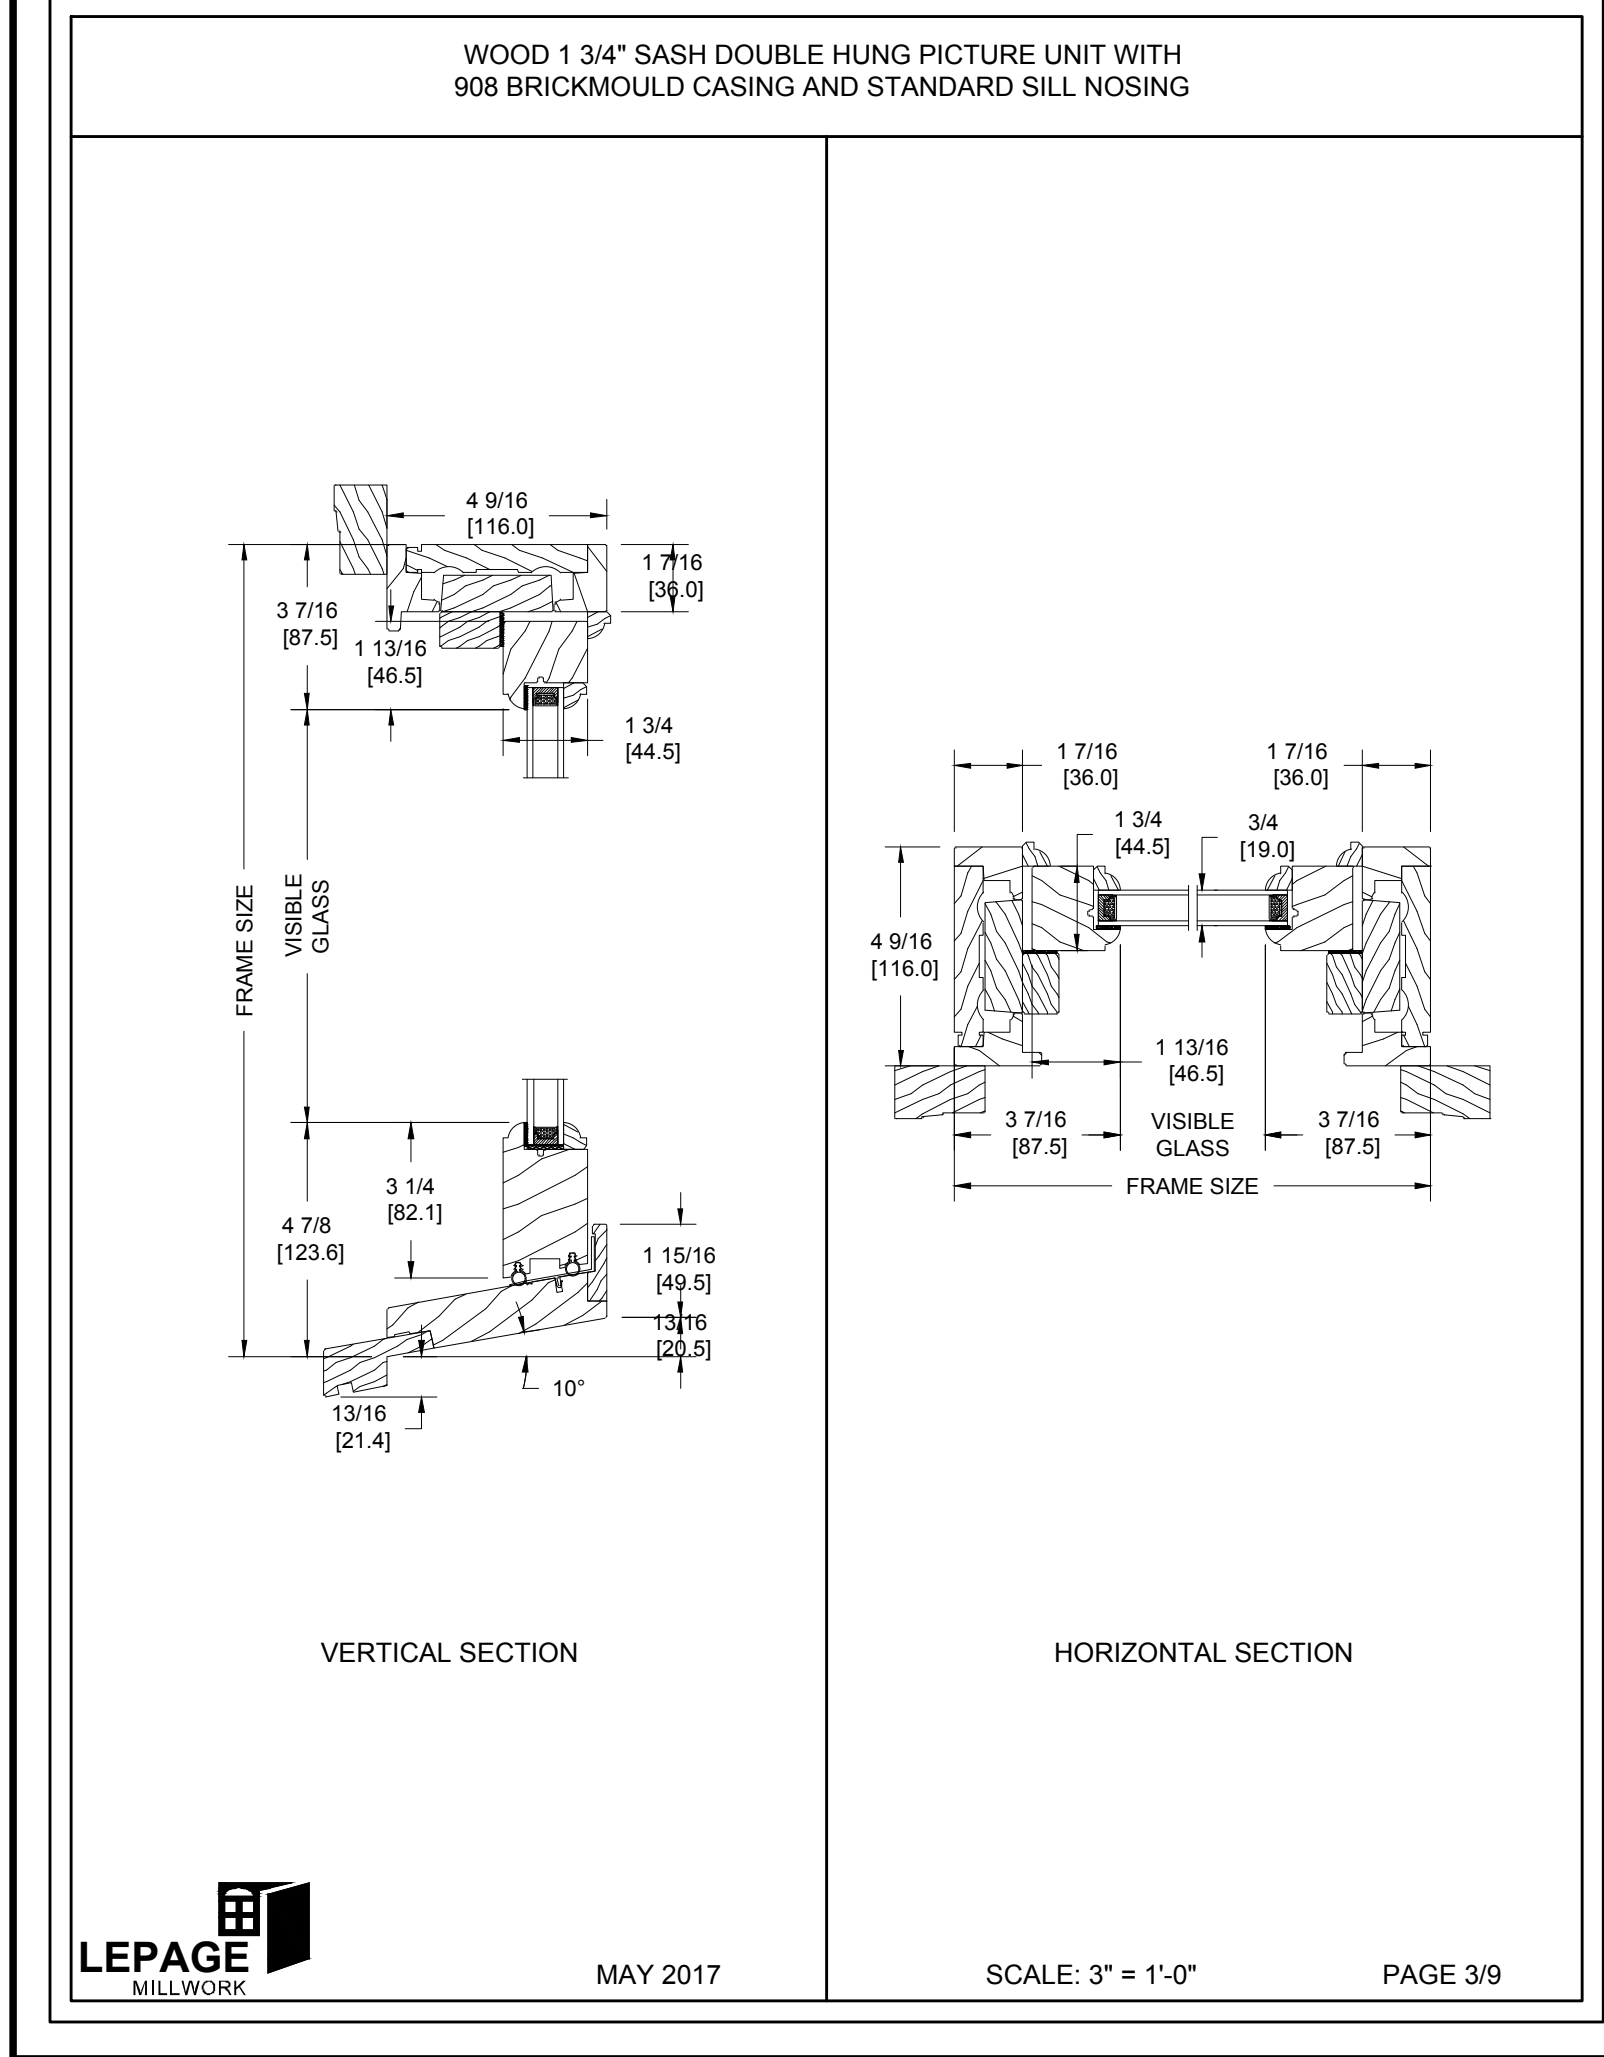 WOOD 1 3/4" SASH DOUBLE HUNG PICTURE UNIT WITH
908 BRICKMOULD CASING AND STANDARD SILL NOSING
4 9/16
[116.0]
1 7/16
[36.0]
3 7/16
[87.5]
1 13/16
[46.5]
1 3/4
[44.5]
FRAME SIZE
VISIBLE
GLASS
3 1/4
[82.1]
4 7/8
[123.6]
1 15/16
[49.5]
13/16
[20.5]
10°
13/16
[21.4]
VERTICAL SECTION
1 7/16
[36.0]
1 7/16
[36.0]
1 3/4
[44.5]
3/4
[19.0]
4 9/16
[116.0]
1 13/16
[46.5]
3 7/16
[87.5]
VISIBLE
GLASS
3 7/16
[87.5]
FRAME SIZE
HORIZONTAL SECTION
LEPAGE
MILLWORK
MAY 2017
SCALE: 3" = 1'-0"
PAGE 3/9